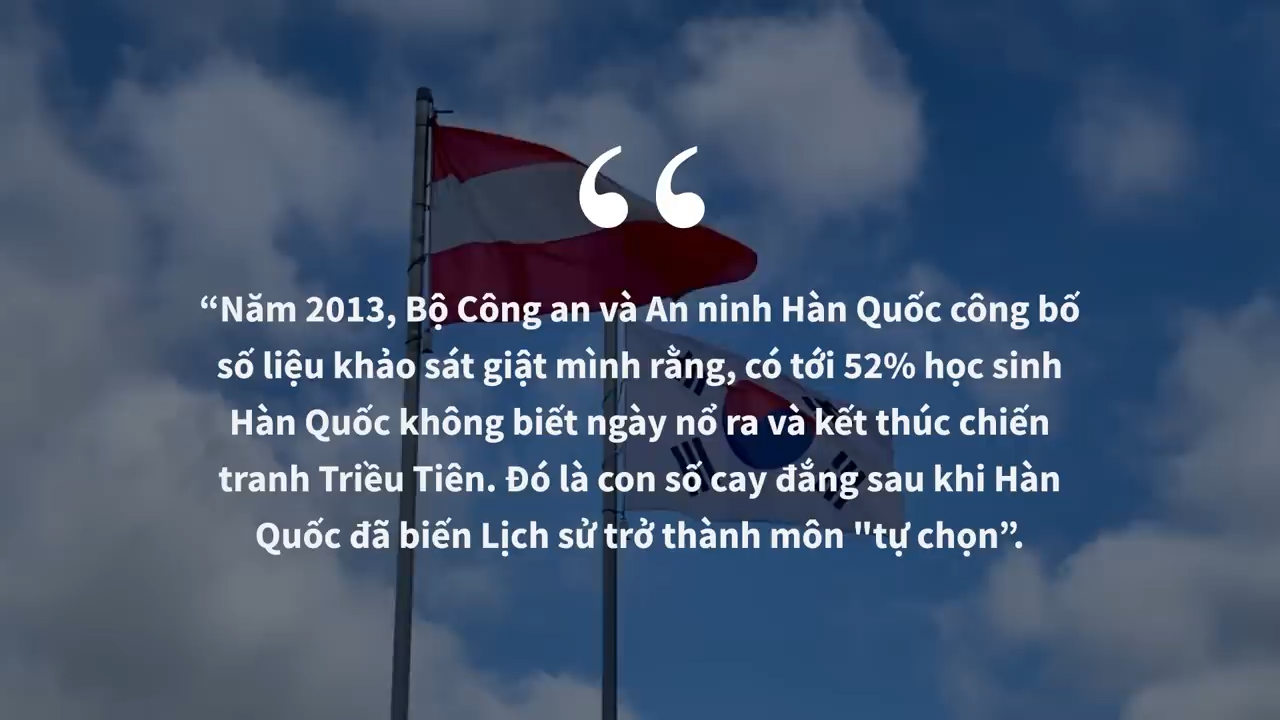 “
“Năm 2013, Bộ Công an và An ninh Hàn Quốc công bố
số liệu khảo sát giật mình rằng, có tới 52% học sinh
Hàn Quốc không biết ngày nổ ra và kết thúc chiến
tranh Triều Tiên. Đó là con số cay đắng sau khi Hàn
Quốc đã biến Lịch sử trở thành môn "tự chọn”.